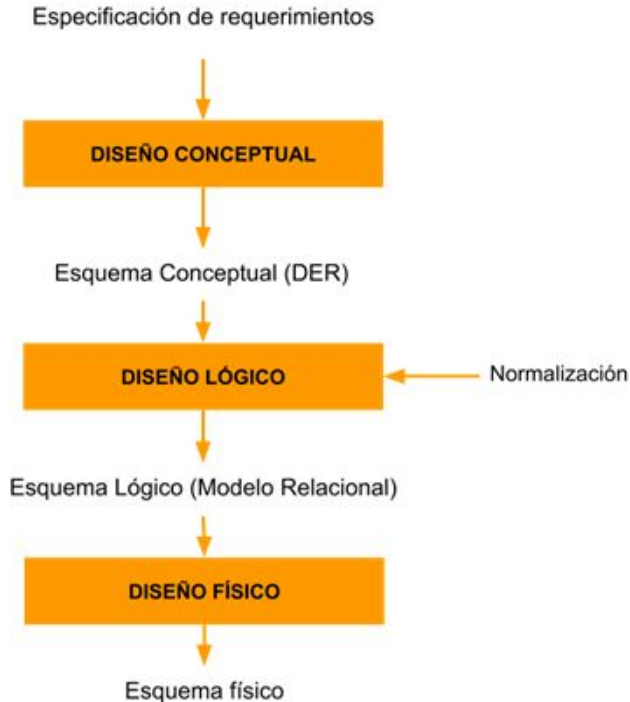 Especificación de requerimientos
DISEÑO CONCEPTUAL
Esquema Conceptual (DER)
DISEÑO LÓGICO
Normalización
Esquema Lógico (Modelo Relacional)
DISEÑO FÍSICO
Esquema físico